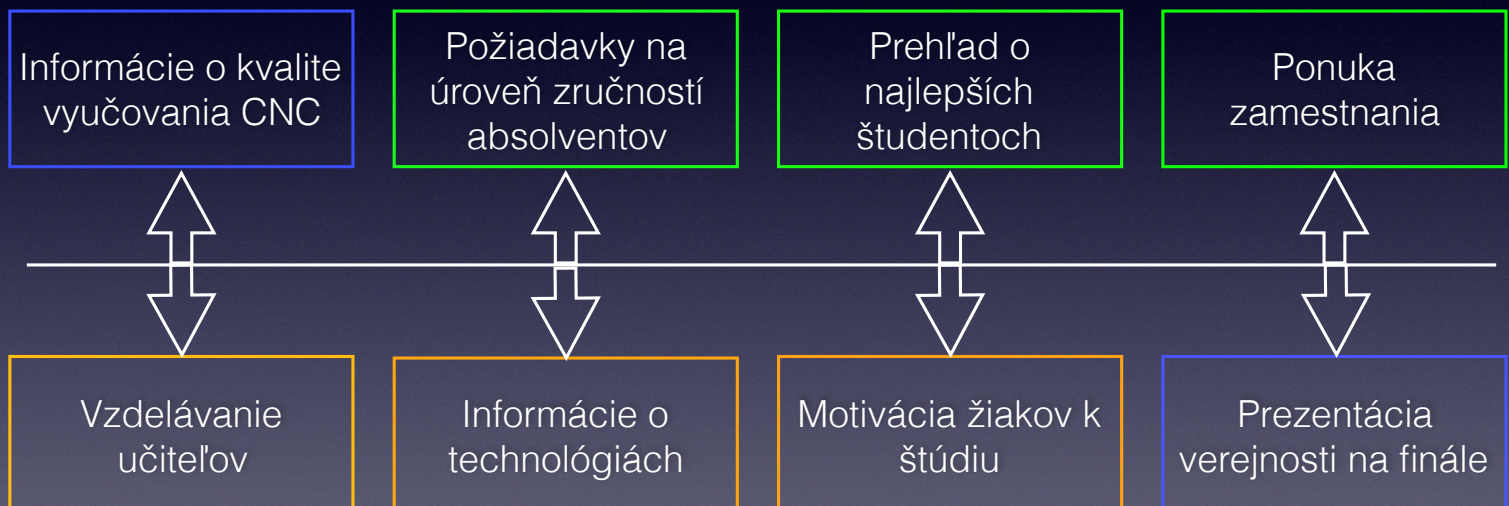 Informácie o kvalite
vyučovania CNC
Požiadavky na
úroveň zručností
absolventov
Prehľad o
najlepších
študentoch
Ponuka
zamestnania
Vzdelávanie
učiteľov
Informácie o
technológiách
Motivácia žiakov k
štúdiu
Prezentácia
verejnosti na finále